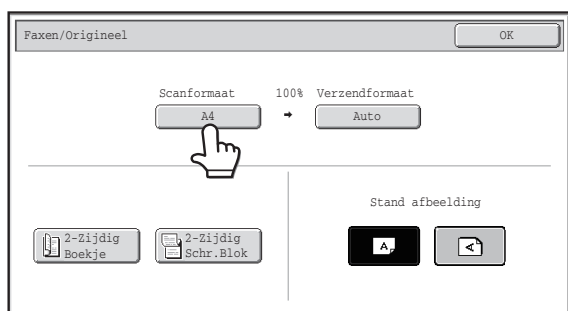 Faxen/Origineel
OK
Scanformaat 100% Verzendformaat
A4 Auto
2-Zijdig
Boekje
2-Zijdig
Schr.Blok
Stand afbeelding
A A